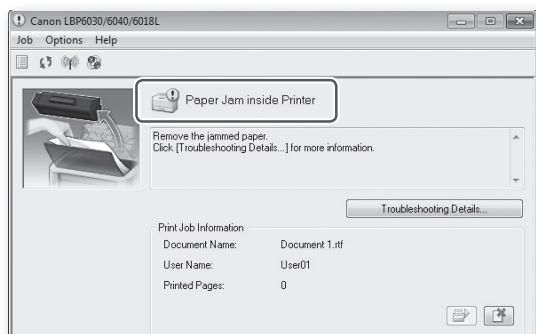 Canon LBP6030/6040/6018L
Job Options Help
Paper Jam inside Printer
Remove the jammed paper.
Click [Troubleshooting Details...] for more information.
Troubleshooting Details...
Print Job Information
Document Name: Document 1.rtf
User Name: User01
Printed Pages: 0